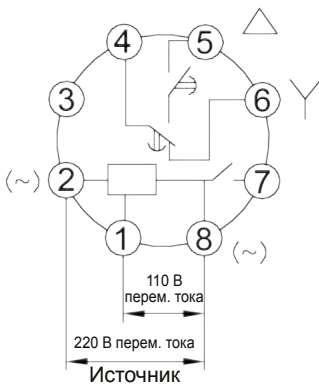 4 5
3 6
(~) 2 7
1 8 (~)
110 В
перем. тока
220 В перем. тока
Источник